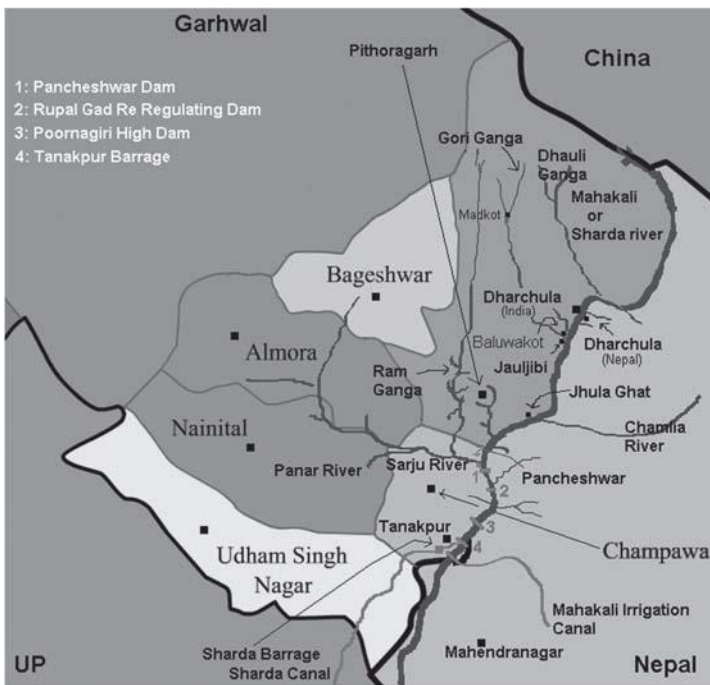 Garhwal
China
Pithoragarh
1: Pancheshwar Dam
2: Rupal Gad Re Regulating Dam
3: Poornagiri High Dam
4: Tanakpur Barrage
Gori Ganga
Dhauli
Ganga
Madkot
Mahakali
or
Sharda river
Bageshwar
Dharchula
(India)
Baluwakot
Jauljibi
Dharchula
(Nepal)
Almora
Ram
Ganga
Jhula Ghat
Chamlia
River
Nainital
Panar River
Sarju River
1
Pancheshwar
2
Tanakpur
3
4
Champawa
Udham Singh
Nagar
Mahakali Irrigation
Canal
Sharda Barrage
Sharda Canal
Mahendranagar
UP
Nepal